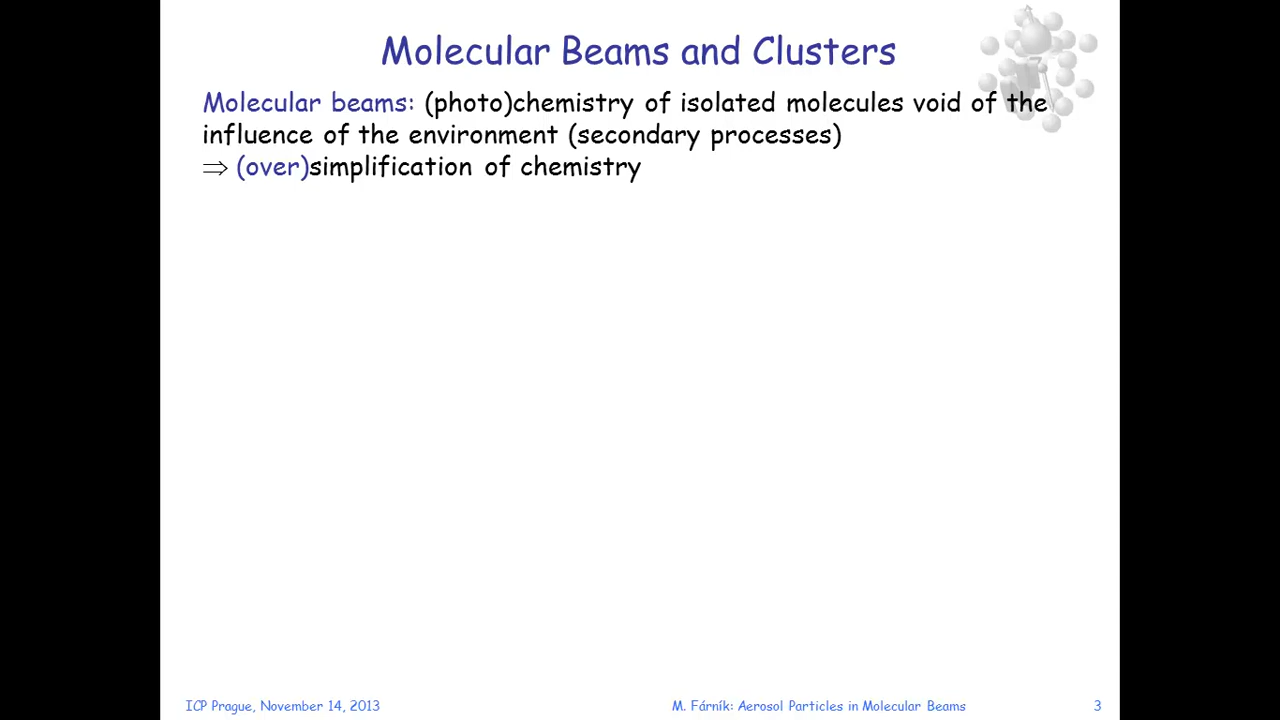 Molecular Beams and Clusters
Molecular beams: (photo)chemistry of isolated molecules void of the
influence of the environment (secondary processes)
⇒ (over)simplification of chemistry
ICP Prague, November 14, 2013
M. Fárník: Aerosol Particles in Molecular Beams
3